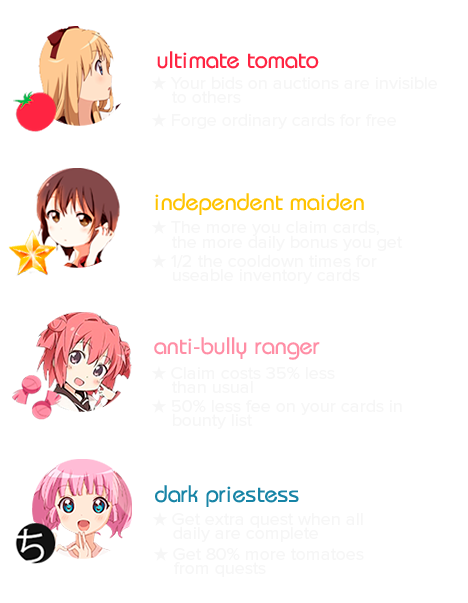 ultimate tomato
★ Your bids on auctions are invisible
to others
★ Forge ordinary cards for free
independent maiden
★ The more you claim cards,
the more daily bonus you get
★ 1/2 the cooldown times for
useable inventory cards
anti-bully ranger
★ Claim costs 35% less
than usual
★ 50% less fee on your cards in
bounty list
dark priestess
★ Get extra quest when all
daily are complete
★ Get 80% more tomatoes
from quests
ち